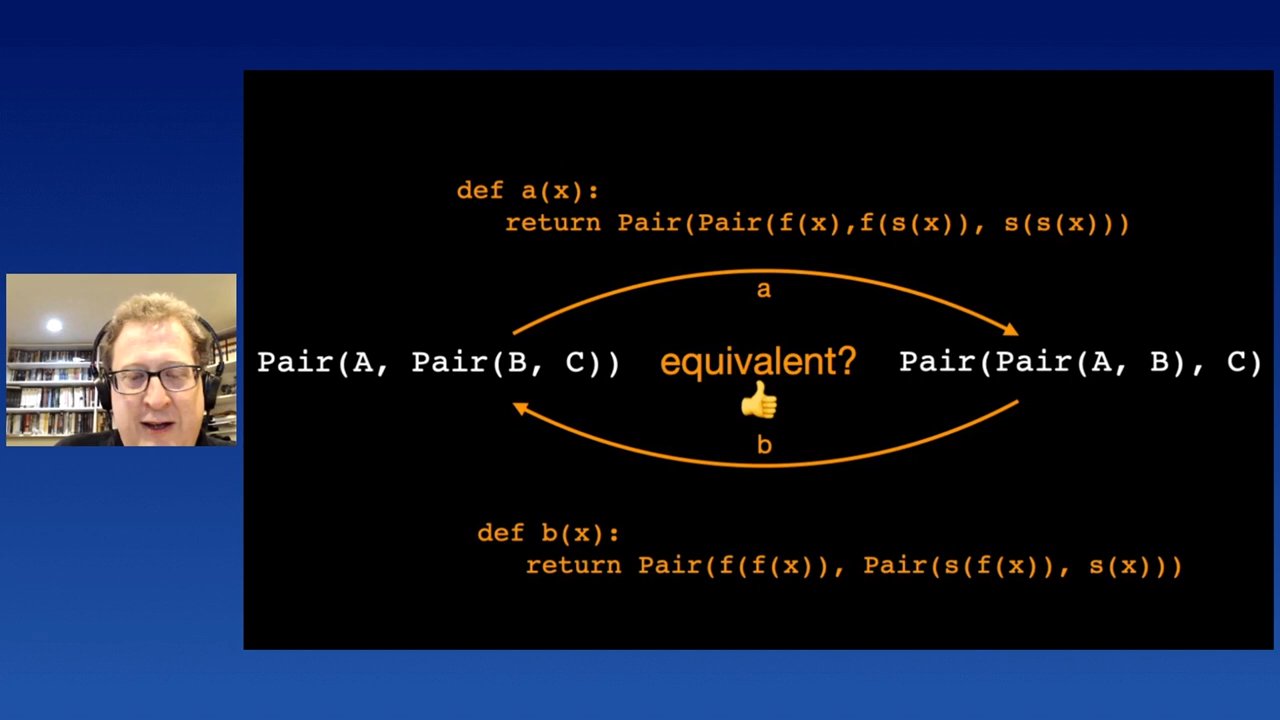 def a(x):
return Pair(Pair(f(x),f(s(x)), s(s(x)))
a
Pair(A, Pair(B, C)) equivalent? Pair(Pair(A, B), C)
b
def b(x):
return Pair(f(f(x)), Pair(s(f(x)), s(x)))